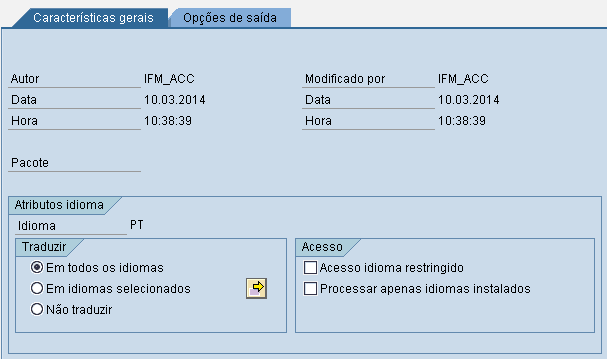 Características gerais Opções de saída
Autor IFM_ACC Modificado por IFM_ACC
Data 10.03.2014 Data 10.03.2014
Hora 10:38:39 Hora 10:38:39
Pacote
Atributos idioma
Idioma PT
Traduzir Acesso
Em todos os idiomas Acesso idioma restringido
Em idiomas selecionados Processar apenas idiomas instalados
Não traduzir